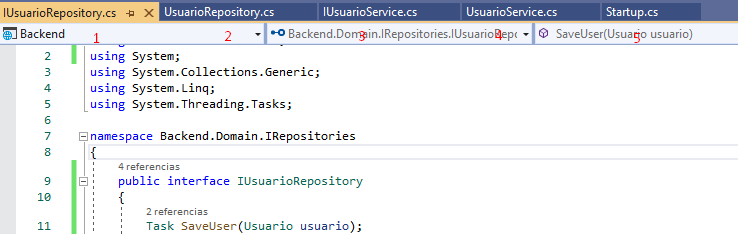 IUsuarioRepository.cs UsuarioRepository.cs IUsuarioService.cs UsuarioService.cs Startup.cs
Backend Backend.Domain.IRepositories.IUsuarioRepo SaveUser(Usuario usuario)
1 2 3 4 5
2 using System;
3 using System.Collections.Generic;
4 using System.Linq;
5 using System.Threading.Tasks;
6
7 namespace Backend.Domain.IRepositories
8 {
4 referencias
9 public interface IUsuarioRepository
10 {
2 referencias
11 Task SaveUser(Usuario usuario);